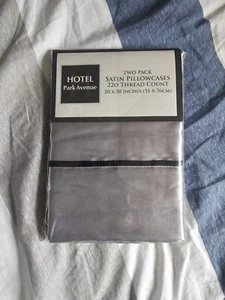 HOTEL
Park Avenue
TWO PACK
SATIN PILLOWCASES
220 THREAD COUNT
20 X 30 INCHES (51 X 76CM)